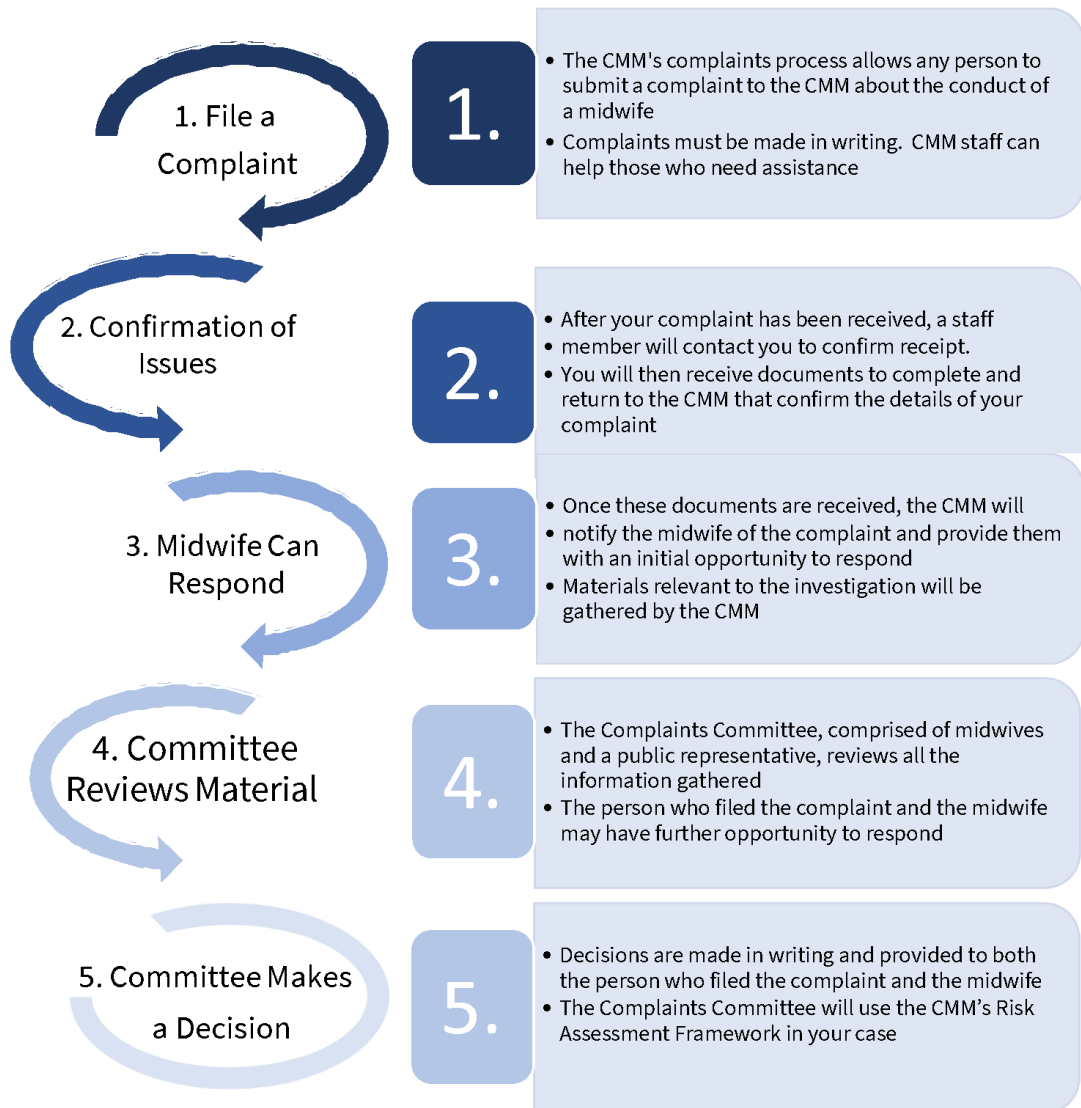 1. File a
Complaint
1.
• The CMM's complaints process allows any person to
submit a complaint to the CMM about the conduct of
a midwife
• Complaints must be made in writing.  CMM staff can
help those who need assistance
2. Confirmation of
Issues
2.
• After your complaint has been received, a staff
• member will contact you to confirm receipt.
• You will then receive documents to complete and
return to the CMM that confirm the details of your
complaint
3. Midwife Can
Respond
3.
• Once these documents are received, the CMM will
• notify the midwife of the complaint and provide them
with an initial opportunity to respond
• Materials relevant to the investigation will be
gathered by the CMM
4. Committee
Reviews Material
4.
• The Complaints Committee, comprised of midwives
and a public representative, reviews all the
information gathered
• The person who filed the complaint and the midwife
may have further opportunity to respond
5. Committee Makes
a Decision
5.
• Decisions are made in writing and provided to both
the person who filed the complaint and the midwife
• The Complaints Committee will use the CMM’s Risk
Assessment Framework in your case